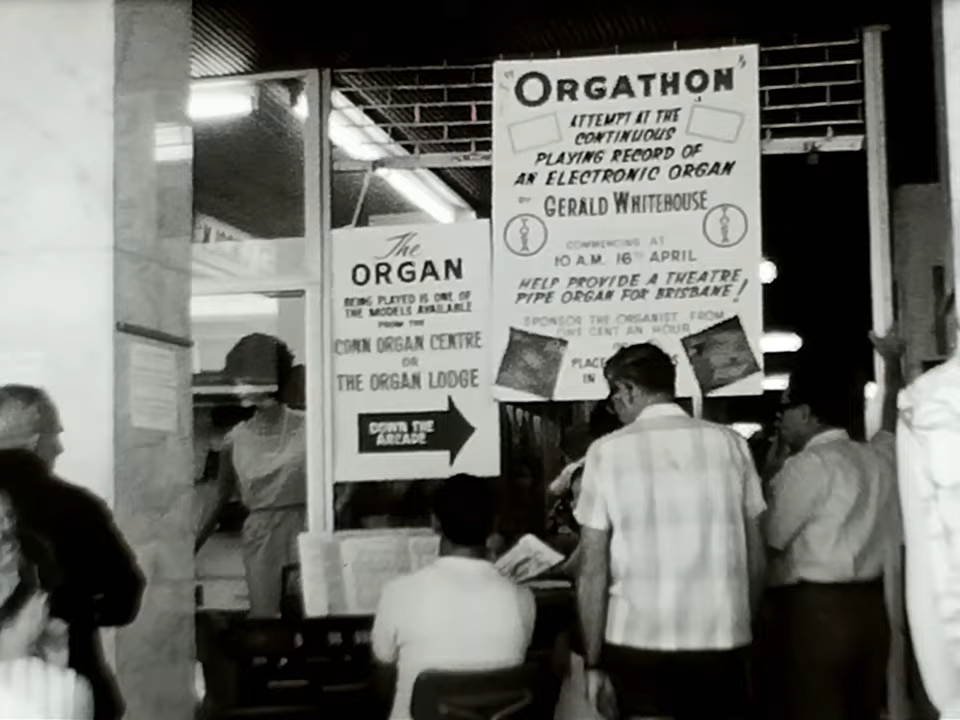 The
ORGAN
BEING PLAYED IS ONE OF
THE MODELS AVAILABLE
FROM THE
CONN ORGAN CENTRE
OR
THE ORGAN LODGE
DOWN THE
ARCADE
"ORGATHON"
ATTEMPT AT THE
CONTINUOUS
PLAYING RECORD OF
AN ELECTRONIC ORGAN
BY GERALD WHITEHOUSE
COMMENCING AT
10 A.M. 16TH APRIL
HELP PROVIDE A THEATRE
PIPE ORGAN FOR BRISBANE!
SPONSOR THE ORGANIST FROM
ONE CENT AN HOUR
PLACE
IN